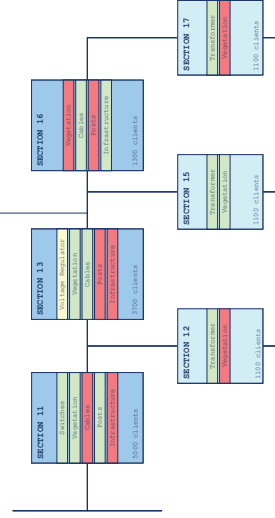 SECTION 17
Transformer
Vegetation
1100 clients
SECTION 16
Vegetation
Cables
Posts
Infrastructure
1300 clients
SECTION 15
Transformer
Vegetation
1100 clients
SECTION 13
Voltage Regulator
Vegetation
Cables
Posts
Infrastructure
3700 clients
SECTION 12
Transformer
Vegetation
1100 clients
SECTION 11
Switches
Vegetation
Cables
Posts
Infrastructure
5000 clients